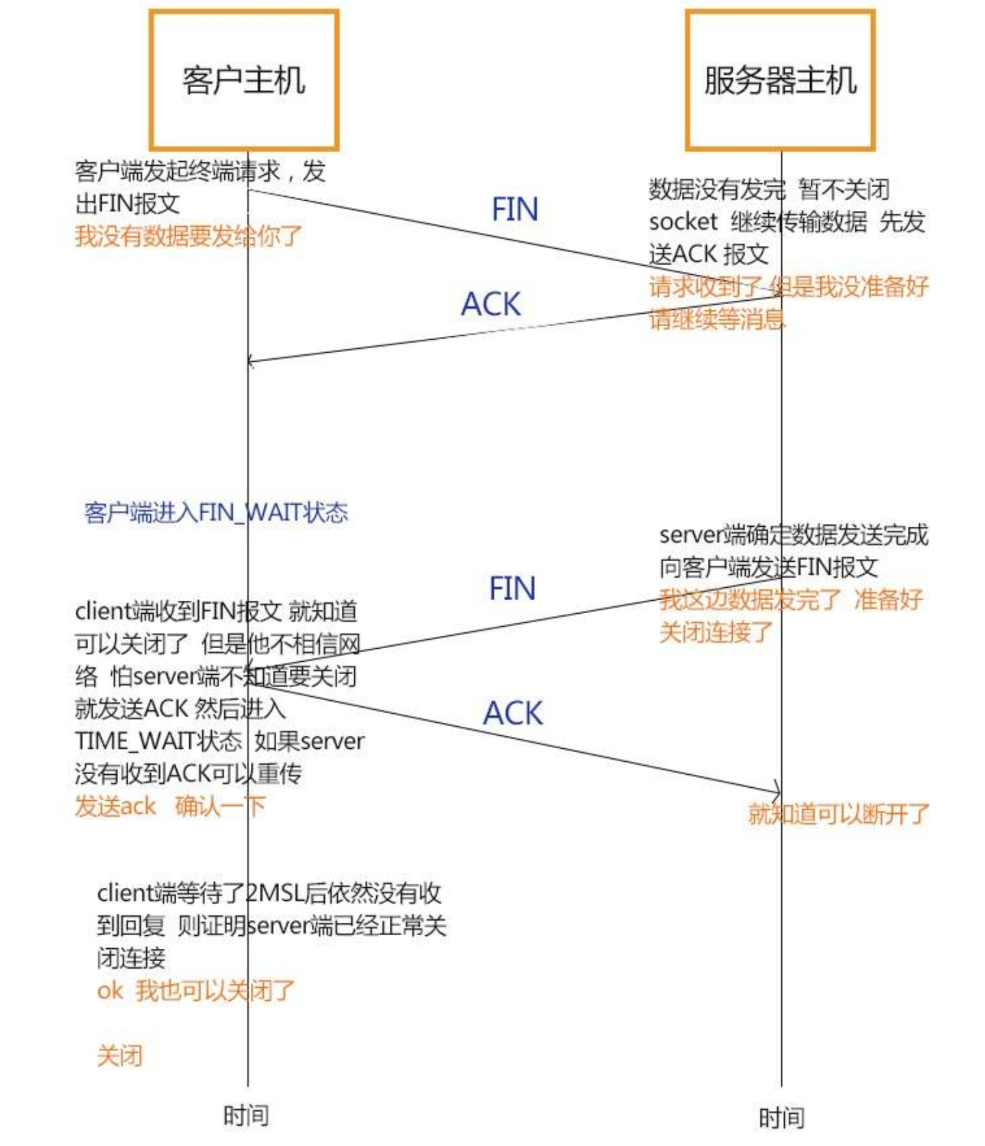 客户主机
服务器主机
客户端发起终端请求，发
出FIN报文
我没有数据要发给你了
FIN
数据没有发完 暂不关闭
socket 继续传输数据 先发
送ACK 报文
请求收到了 但是我没准备好
请继续等消息
ACK
客户端进入FIN_WAIT状态
server端确定数据发送完成
向客户端发送FIN报文
我这边数据发完了 准备好
关闭连接了
FIN
client端收到FIN报文 就知道
可以关闭了 但是他不相信网
络 怕server端不知道要关闭
就发送ACK 然后进入
TIME_WAIT状态 如果server
没有收到ACK可以重传
发送ack 确认一下
ACK
就知道可以断开了
client端等待了2MSL后依然没有收
到回复 则证明server端已经正常关
闭连接
ok 我也可以关闭了
关闭
时间
时间